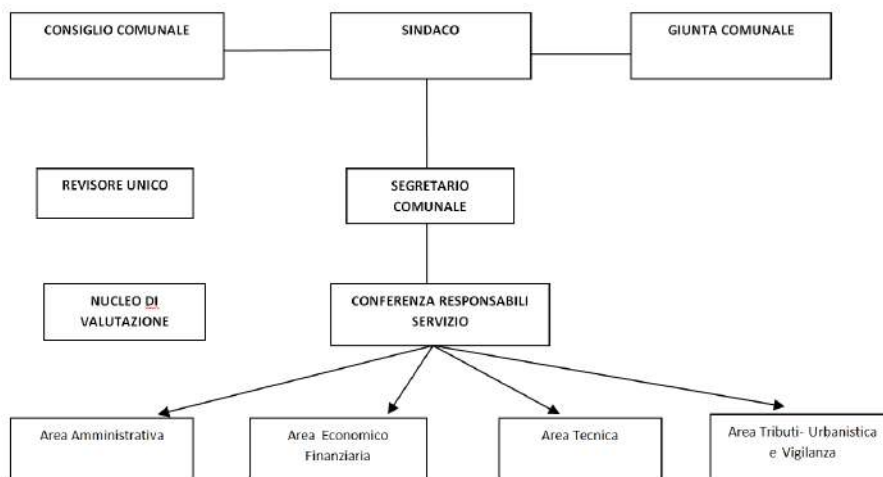 CONSIGLIO COMUNALE
SINDACO
GIUNTA COMUNALE
REVISORE UNICO
SEGRETARIO
COMUNALE
NUCLEO DI
VALUTAZIONE
CONFERENZA RESPONSABILI
SERVIZIO
Area Amministrativa
Area Economico
Finanziaria
Area Tecnica
Area Tributi- Urbanistica
e Vigilanza